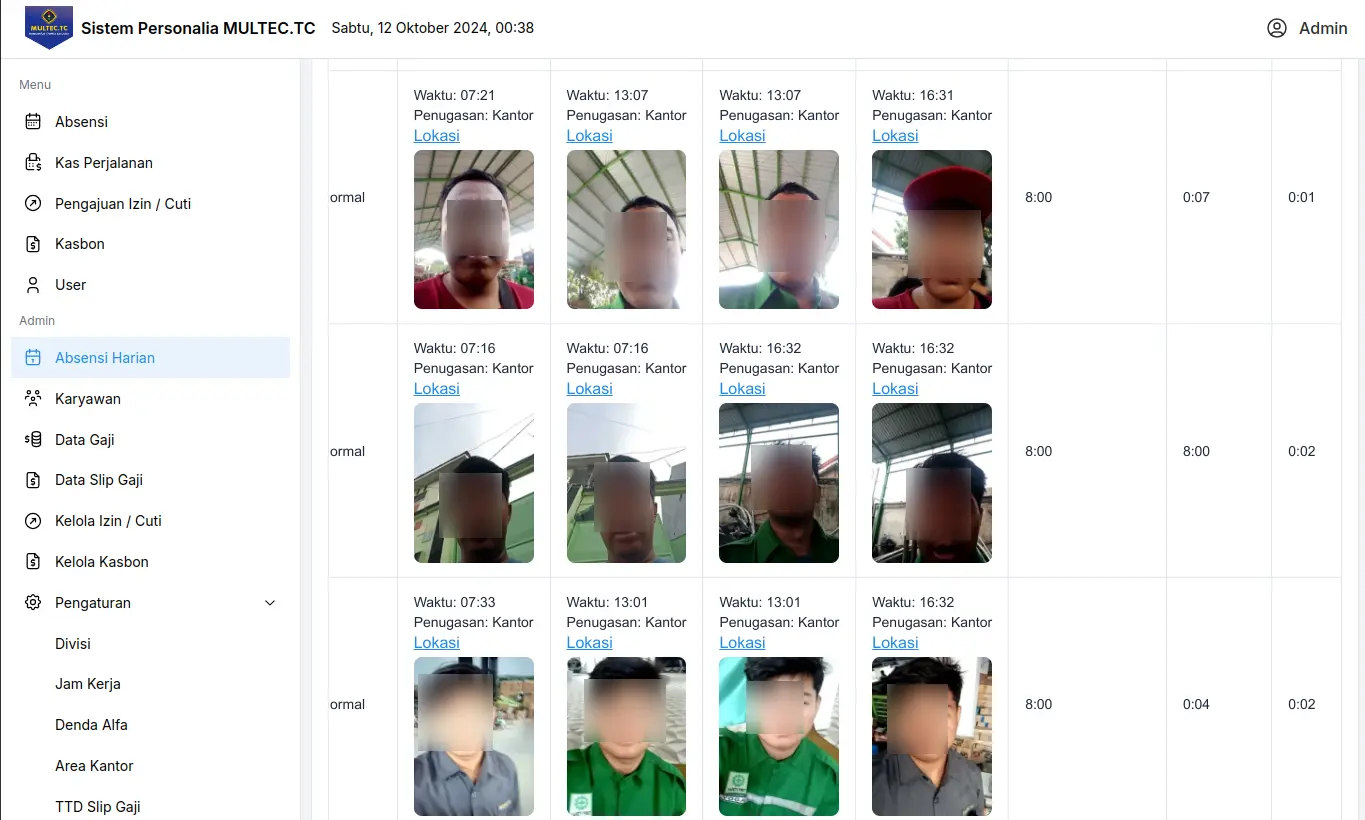 MULTEC.TC
Sistem Personalia MULTEC.TC
Sabtu, 12 Oktober 2024, 00:38
Admin
Menu
Absensi
Kas Perjalanan
Pengajuan Izin / Cuti
Kasbon
User
Admin
Absensi Harian
Karyawan
Data Gaji
Data Slip Gaji
Kelola Izin / Cuti
Kelola Kasbon
Pengaturan
Divisi
Jam Kerja
Denda Alfa
Area Kantor
TTD Slip Gaji
ormal
Waktu: 07:21
Penugasan: Kantor
Lokasi
Waktu: 13:07
Penugasan: Kantor
Lokasi
Waktu: 13:07
Penugasan: Kantor
Lokasi
Waktu: 16:31
Penugasan: Kantor
Lokasi
8:00
0:07
0:01
ormal
Waktu: 07:16
Penugasan: Kantor
Lokasi
Waktu: 07:16
Penugasan: Kantor
Lokasi
Waktu: 16:32
Penugasan: Kantor
Lokasi
Waktu: 16:32
Penugasan: Kantor
Lokasi
8:00
8:00
0:02
ormal
Waktu: 07:33
Penugasan: Kantor
Lokasi
Waktu: 13:01
Penugasan: Kantor
Lokasi
Waktu: 13:01
Penugasan: Kantor
Lokasi
Waktu: 16:32
Penugasan: Kantor
Lokasi
8:00
0:04
0:02